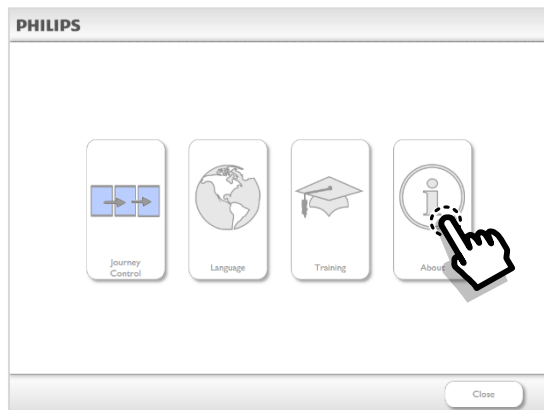 PHILIPS
Journey
Control
Language
Training
About
Close